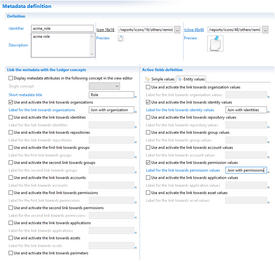 Metadata definition
Definition
Identifier acme_role Icon 16x16 /reports/icons/16/others/remi ... Icon 48x48 /reports/icons/48/others/remi ...
Description acme role Preview Preview
Link the metadata with the Ledger concepts
Display metadata attributes in the following concept in the view editor
Single concept
Short metadata title Role
Use and activate the link towards organizations
Label for the link towards organizations Join with organization
Use and activate the link towards identities
Label for the link towards identities
Use and activate the link towards repositories
Label for the link towards repositories
Use and activate the first link towards groups
Label for the first link towards groups
Use and activate the second link towards groups
Label for the second link towards groups
Use and activate the link towards accounts
Label for the link towards accounts
Use and activate the first link towards permissions
Label for the first link towards permissions
Use and activate the second link towards permissions
Label for the second link towards permissions
Use and activate the link towards applications
Label for the link towards applications
Use and activate the link towards assets
Label for the link towards assets
Use and activate the link towards perimeters
Active fields definition
Simple values Entity values
Use and activate the link towards organization values
Label for the link towards organization values
Use and activate the link towards identity values
Label for the link towards identity values Join with identities
Use and activate the link towards repository values
Label for the link towards repository values
Use and activate the link towards group values
Label for the link towards group values
Use and activate the link towards account values
Label for the link towards account values
Use and activate the link towards permission values
Label for the link towards permission values Join with permissions
Use and activate the link towards application values
Label for the link towards application values
Use and activate the link towards asset values
Label for the link towards asset values